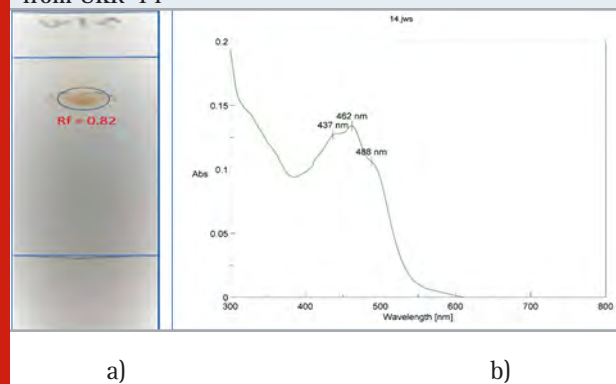 from UKK-14
14.jws
Rf = 0.82
0.2
0.15
0.1
0.05
0
Abs
437 nm
462 nm
488 nm
300
400
500
600
700
800
Wavelength [nm]
a)
b)